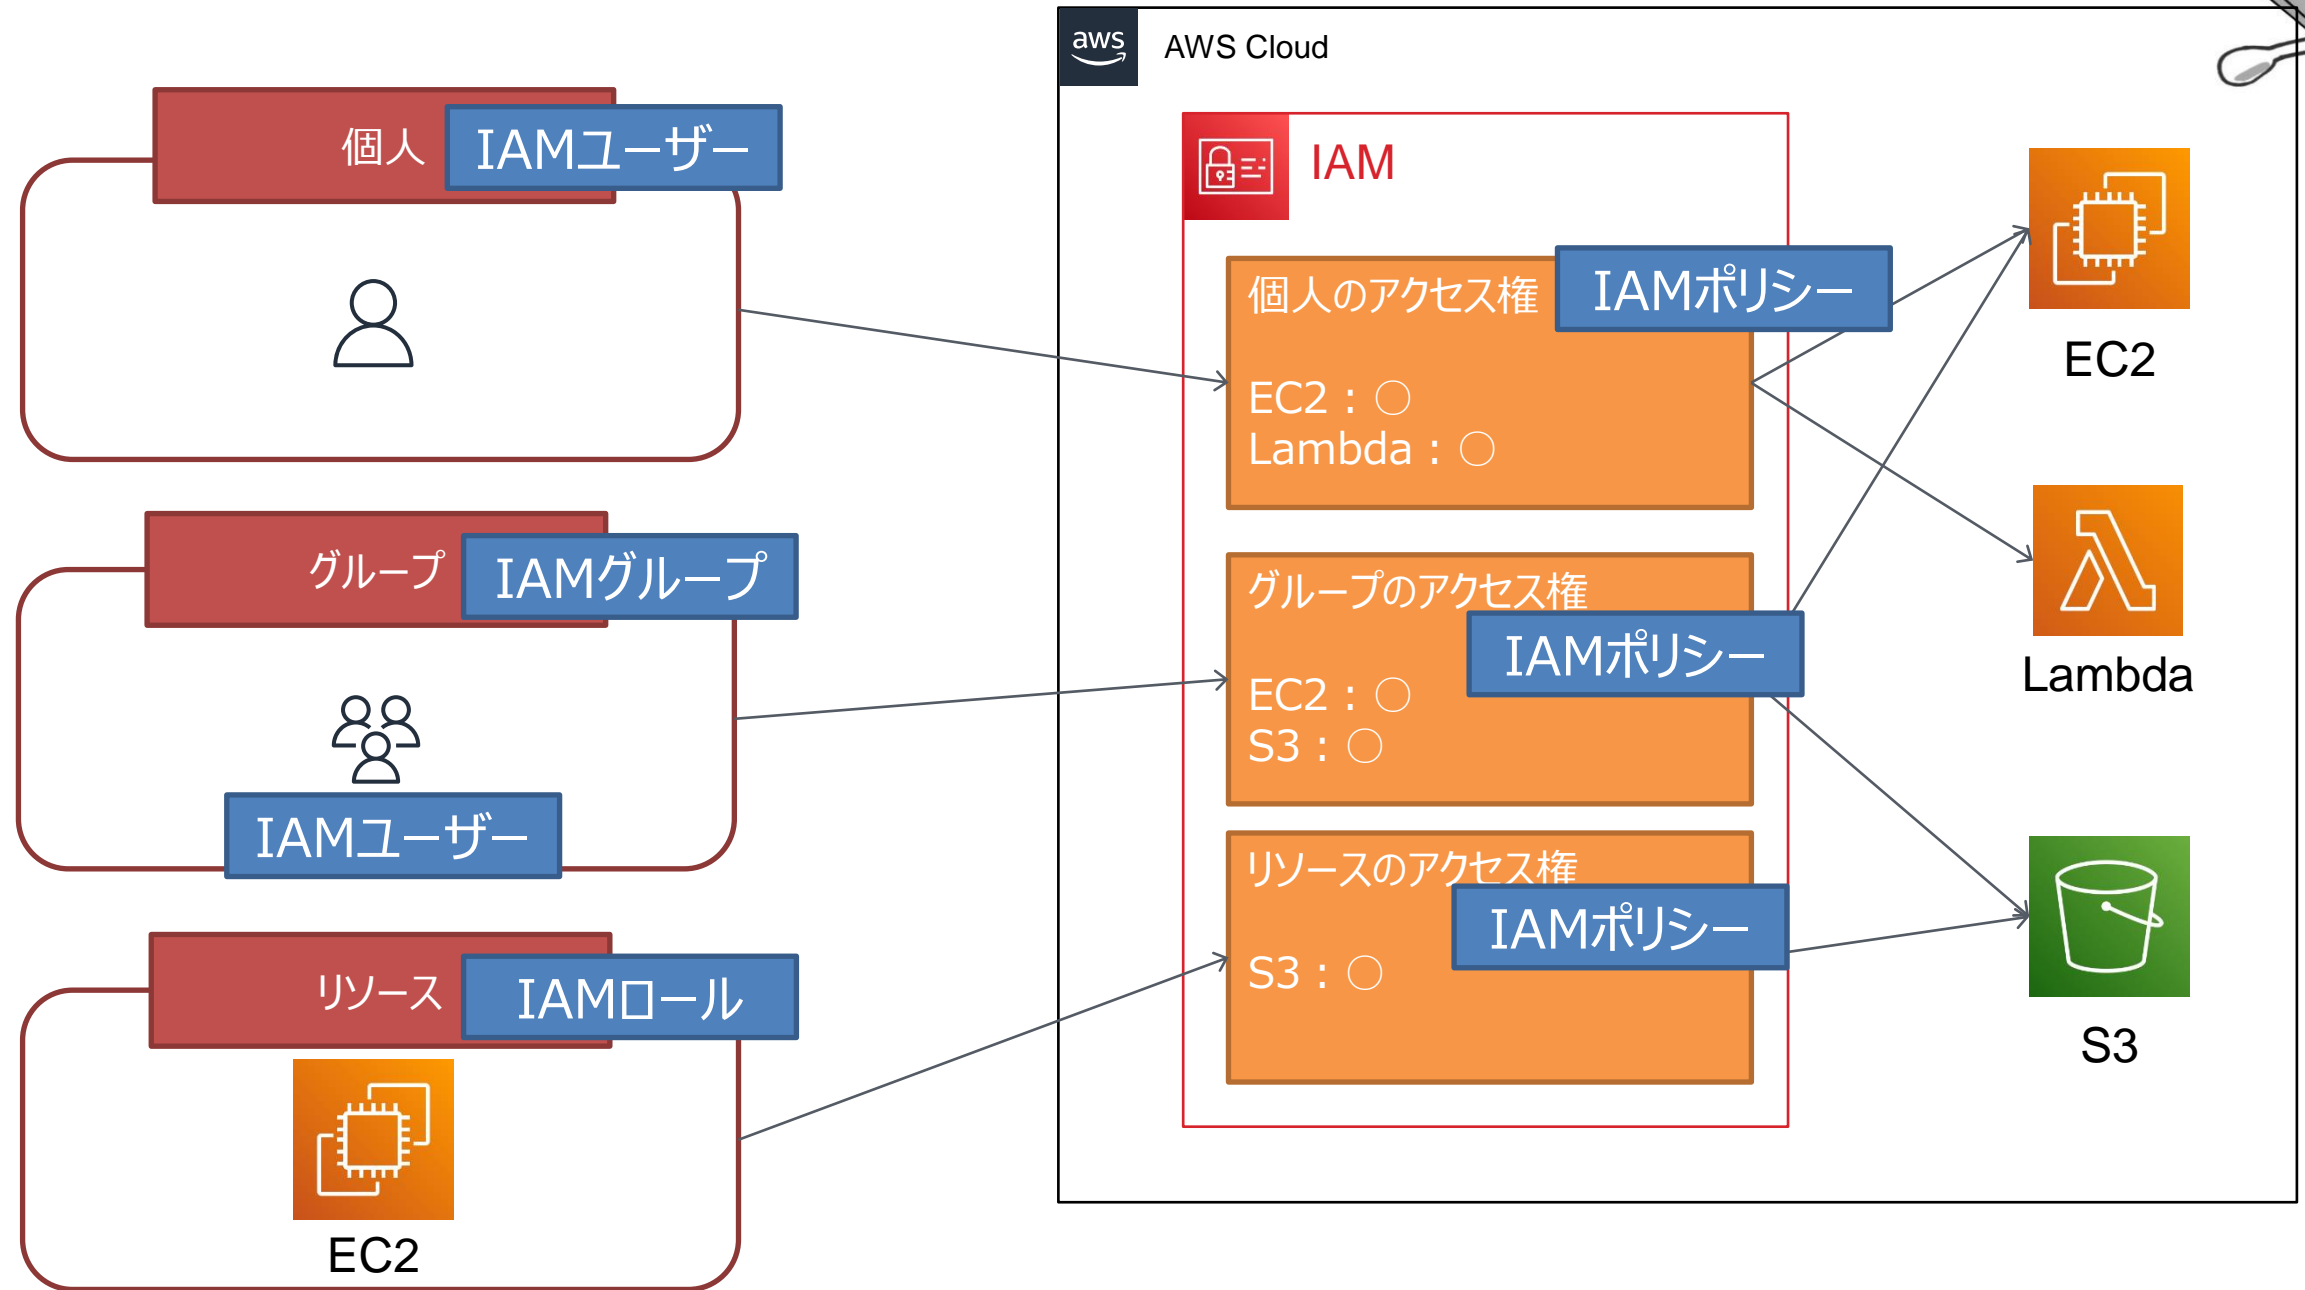 aws
AWS Cloud
個人
IAMユーザー
IAM
個人のアクセス権
IAMポリシー
EC2：○
Lambda：○
EC2
グループ
IAMグループ
IAMユーザー
グループのアクセス権
IAMポリシー
EC2：○
S3：○
Lambda
リソース
IAMロール
EC2
リソースのアクセス権
IAMポリシー
S3：○
S3